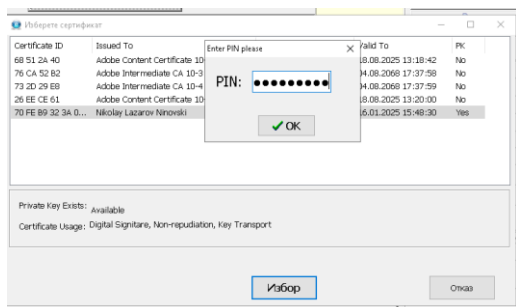 Изберете сертификат
Certificate ID Issued To Valid To PK
68 51 2A 40 Adobe Content Certificate 10- 18.08.2025 13:18:42 No
76 CA 52 B2 Adobe Intermediate CA 10-3 04.08.2068 17:37:58 No
73 2D 29 E8 Adobe Intermediate CA 10-4 04.08.2068 17:37:59 No
26 EE CE 61 Adobe Content Certificate 10- 18.08.2025 13:20:00 No
70 FE B9 32 3A 0... Nikolay Lazarov Ninovski 16.01.2025 15:48:30 Yes
Enter PIN please
PIN: ●●●●●●●●●
OK
Private Key Exists: Available
Certificate Usage: Digital Signitare, Non-repudiation, Key Transport
Избор Отказ